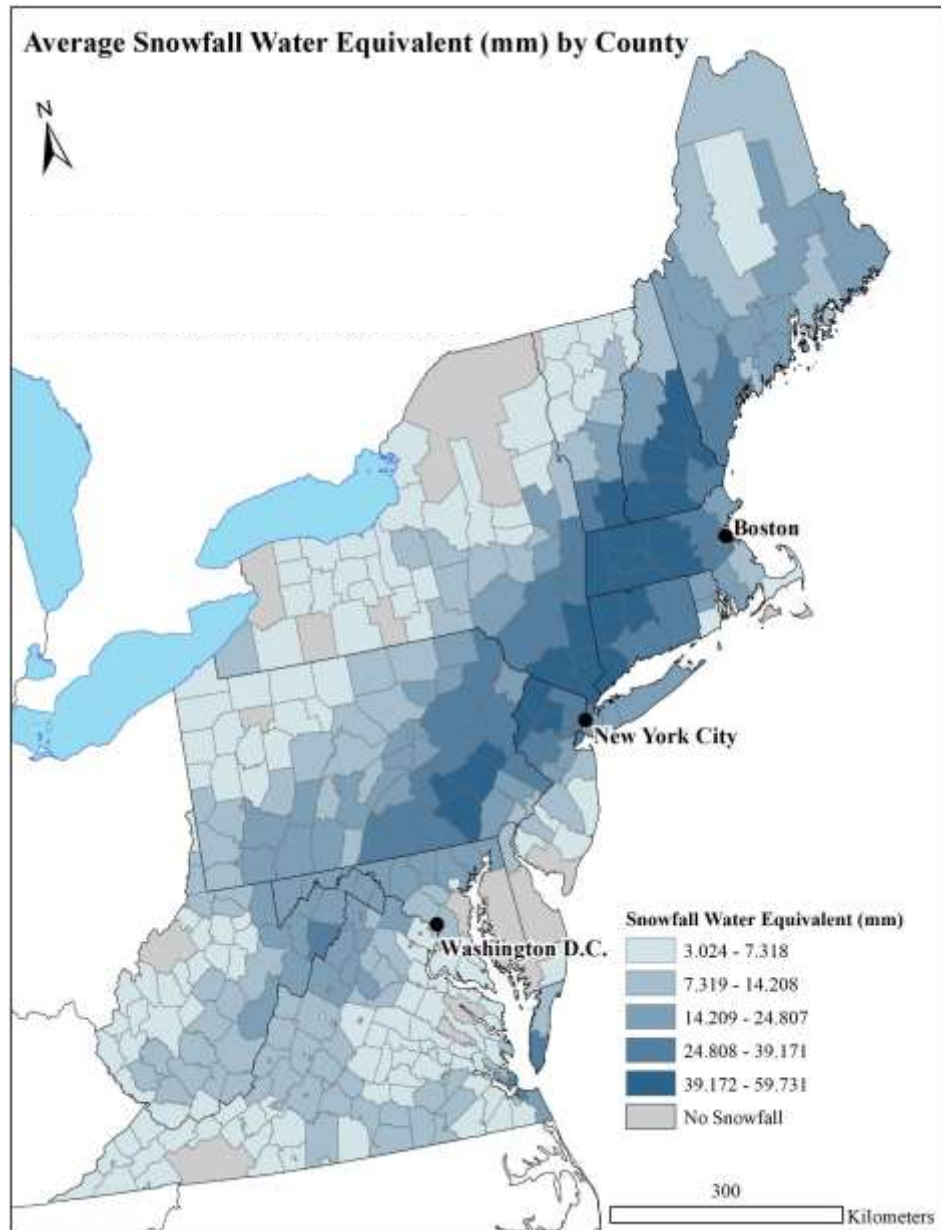 Average Snowfall Water Equivalent (mm) by County
N
Boston
New York City
Washington D.C.
Snowfall Water Equivalent (mm)
3.024 - 7.318
7.319 - 14.208
14.209 - 24.807
24.808 - 39.171
39.172 - 59.731
No Snowfall
300
Kilometers